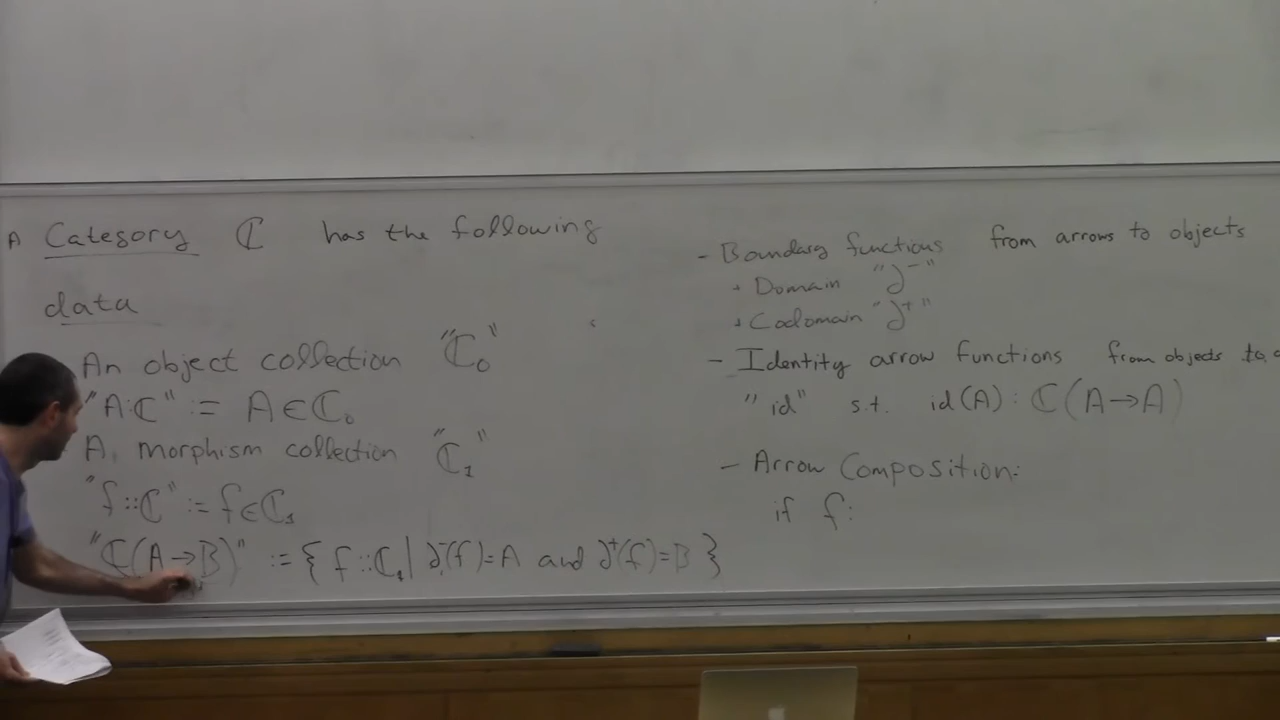 A Category ℂ has the following
data
An object collection "ℂ₀"
"A:ℂ" := A∈ℂ₀
A morphism collection "ℂ₁"
"f::ℂ" := f∈ℂ₁
"ℂ(A→B)" := { f::ℂ₁ | ∂⁻(f)=A and ∂⁺(f)=B }
- Boundary functions from arrows to objects
+ Domain "∂⁻"
+ Codomain "∂⁺"
- Identity arrow functions from objects to
"id" s.t. id(A):ℂ(A→A)
- Arrow Composition:
if f: